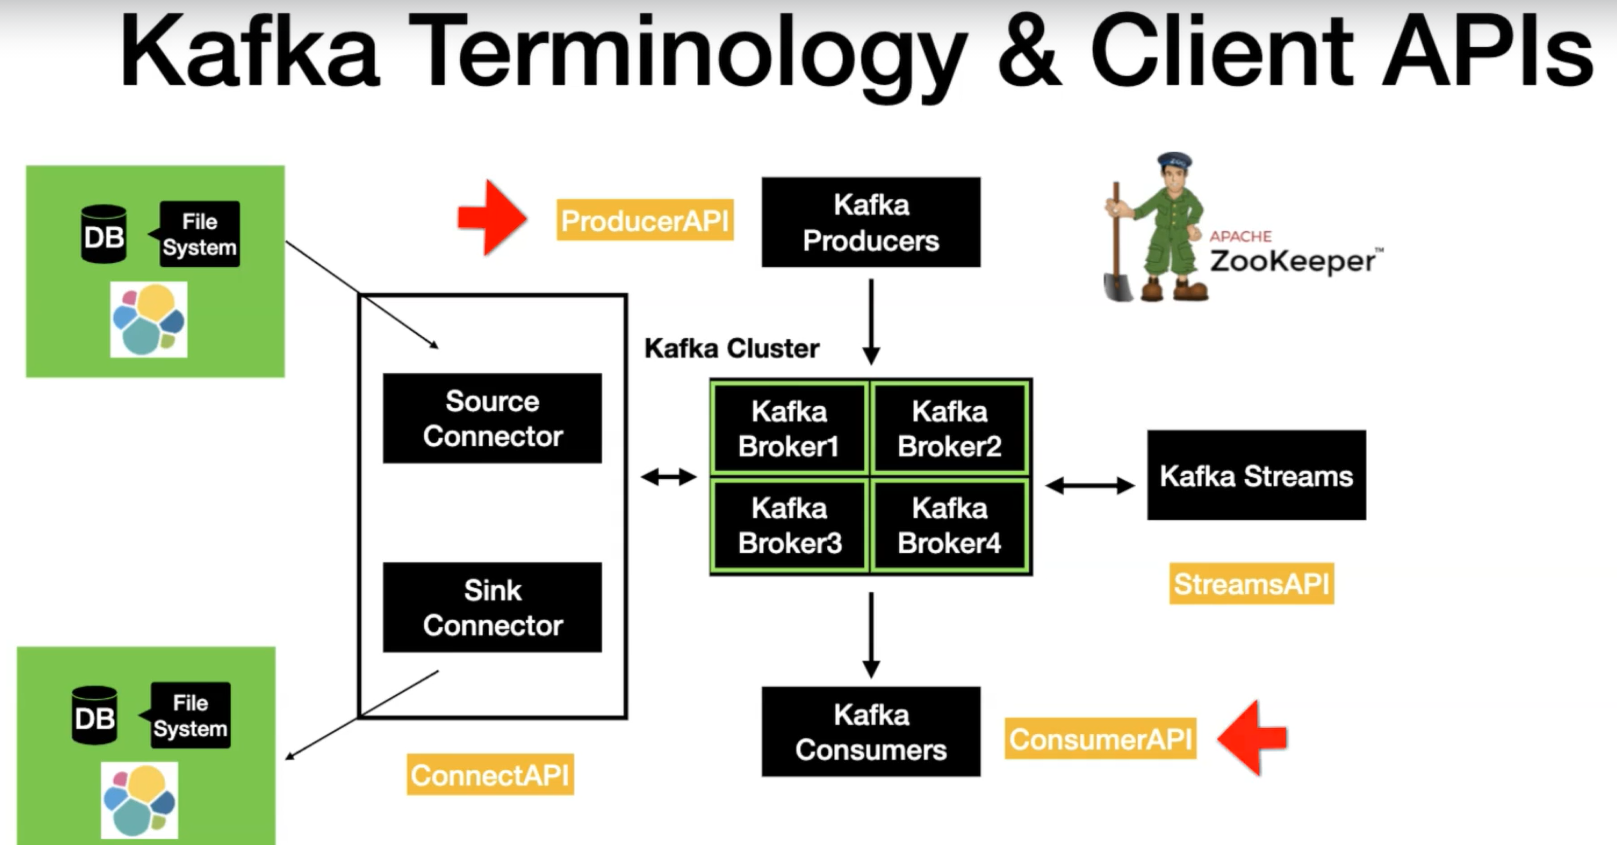 Kafka Terminology & Client APIs
DB
File
System
ProducerAPI
Kafka
Producers
APACHE
ZooKeeper™
Kafka Cluster
Source
Connector
Kafka
Broker1
Kafka
Broker2
Kafka
Broker3
Kafka
Broker4
Kafka Streams
StreamsAPI
Sink
Connector
DB
File
System
ConnectAPI
Kafka
Consumers
ConsumerAPI